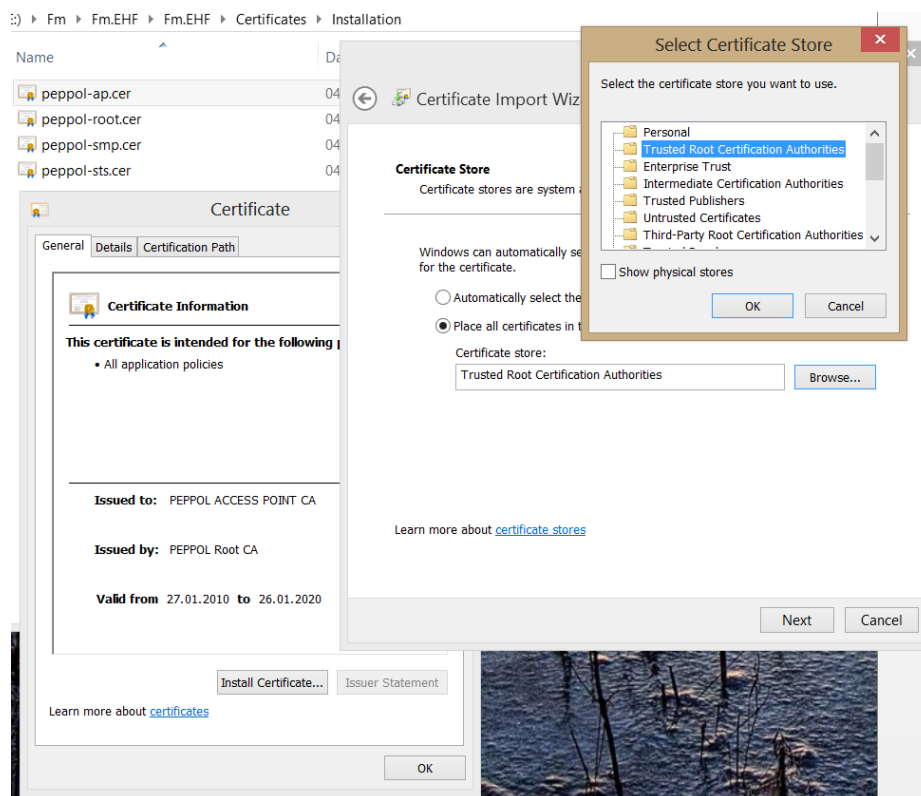 :) Fm Fm.EHF Fm.EHF Certificates Installation
Name
peppol-ap.cer 04
peppol-root.cer 04
peppol-smp.cer 04
peppol-sts.cer 04
Certificate
General Details Certification Path
Certificate Information
This certificate is intended for the following
• All application policies
Issued to: PEPPOL ACCESS POINT CA
Issued by: PEPPOL Root CA
Valid from 27.01.2010 to 26.01.2020
Install Certificate... Issuer Statement
Learn more about certificates
OK
Certificate Import Wiz
Certificate Store
Certificate stores are system
Windows can automatically se
for the certificate.
Automatically select the
Place all certificates in t
Certificate store:
Trusted Root Certification Authorities
Browse...
Learn more about certificate stores
Next Cancel
Select Certificate Store
Select the certificate store you want to use.
Personal
Trusted Root Certification Authorities
Enterprise Trust
Intermediate Certification Authorities
Trusted Publishers
Untrusted Certificates
Third-Party Root Certification Authorities
Show physical stores
OK Cancel